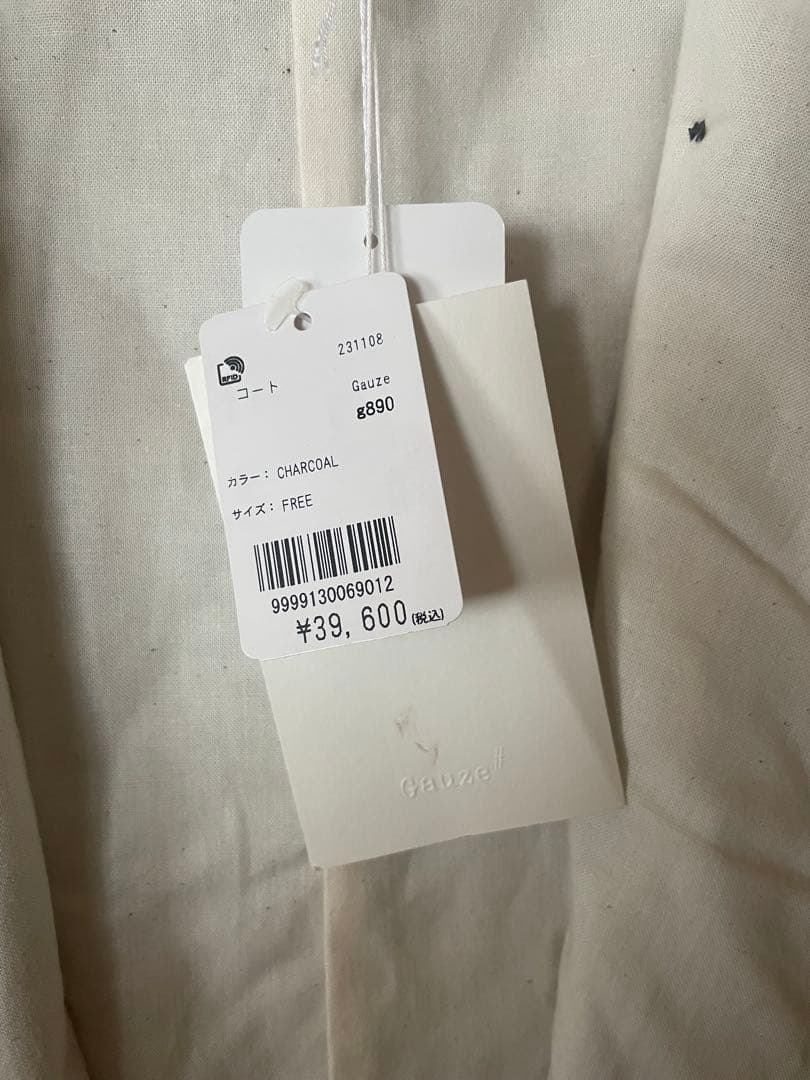 231108
RFID
コート
Gauze
g890
カラー: CHARCOAL
サイズ: FREE
9999130069012
¥39,600(税込)
Gauze#